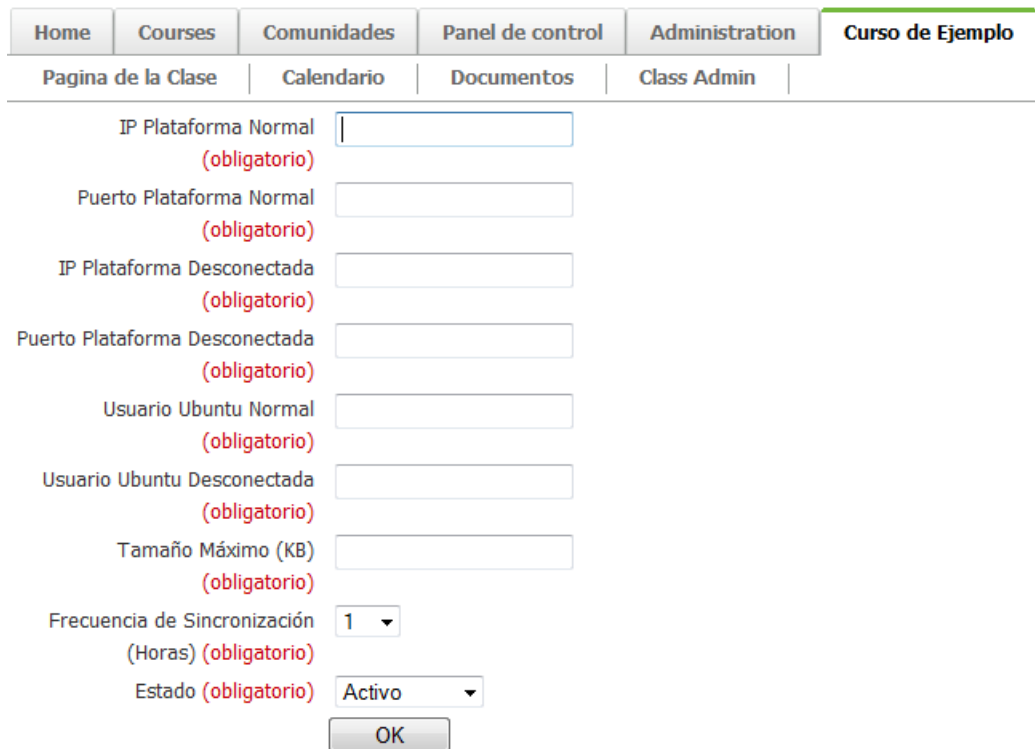 Home Courses Comunidades Panel de control Administration Curso de Ejemplo
Pagina de la Clase Calendario Documentos Class Admin
IP Plataforma Normal
(obligatorio)
Puerto Plataforma Normal
(obligatorio)
IP Plataforma Desconectada
(obligatorio)
Puerto Plataforma Desconectada
(obligatorio)
Usuario Ubuntu Normal
(obligatorio)
Usuario Ubuntu Desconectada
(obligatorio)
Tamaño Máximo (KB)
(obligatorio)
Frecuencia de Sincronización 1
(Horas) (obligatorio)
Estado (obligatorio) Activo
OK